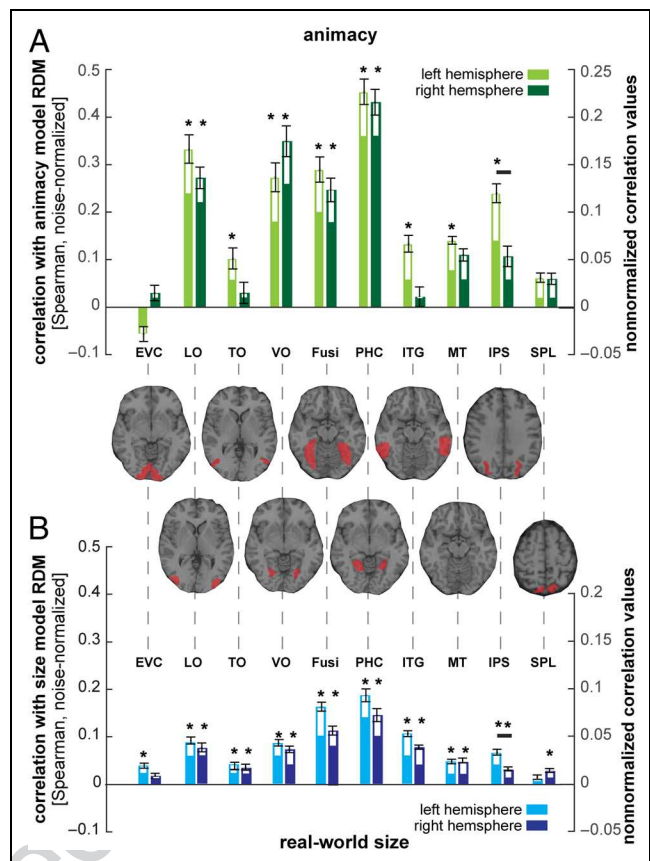 A
animacy
left hemisphere
right hemsphere
correlation with animacy model RDM
[Spearman, noise-normalized]
0.5
0.4
0.3
0.2
0.1
0
−0.1
0.25
0.2
0.15
0.1
0.05
0
−0.05
nonnormalized correlation values
* *
*
* *
* *
* *
*
*
*
EVC LO TO VO Fusi PHC ITG MT IPS SPL
B
correlation with size model RDM
[Spearman, noise-normalized]
0.5
0.4
0.3
0.2
0.1
0
−0.1
0.2
0.15
0.1
0.05
0
−0.05
nonnormalized correlation values
EVC LO TO VO Fusi PHC ITG MT IPS SPL
*
* *
* *
* *
* *
* *
* *
* *
* *
*
left hemisphere
right hemisphere
real-world size